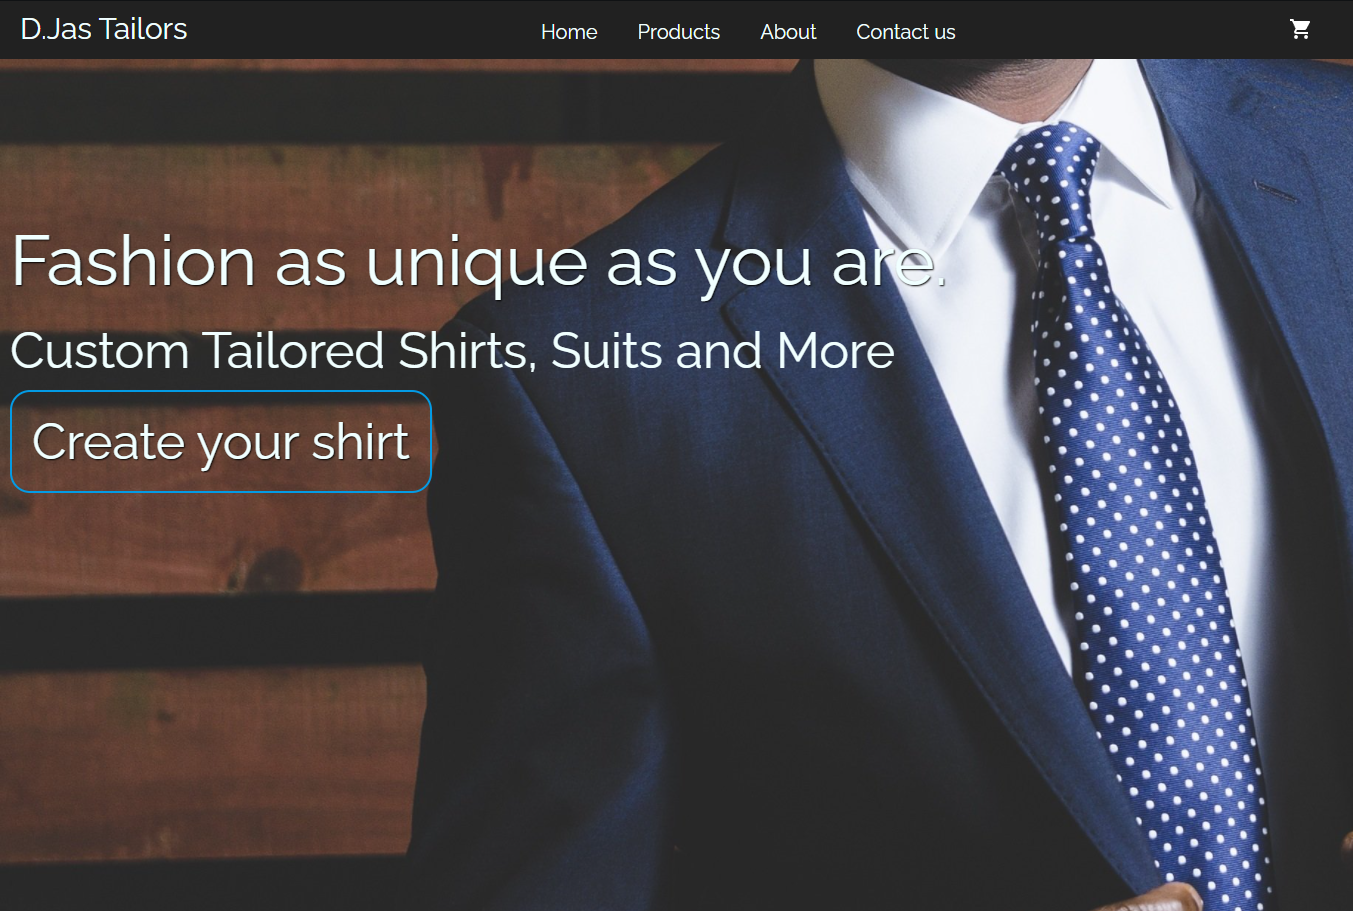 D.Jas Tailors
Home Products About Contact us
Fashion as unique as you are.
Custom Tailored Shirts, Suits and More
Create your shirt